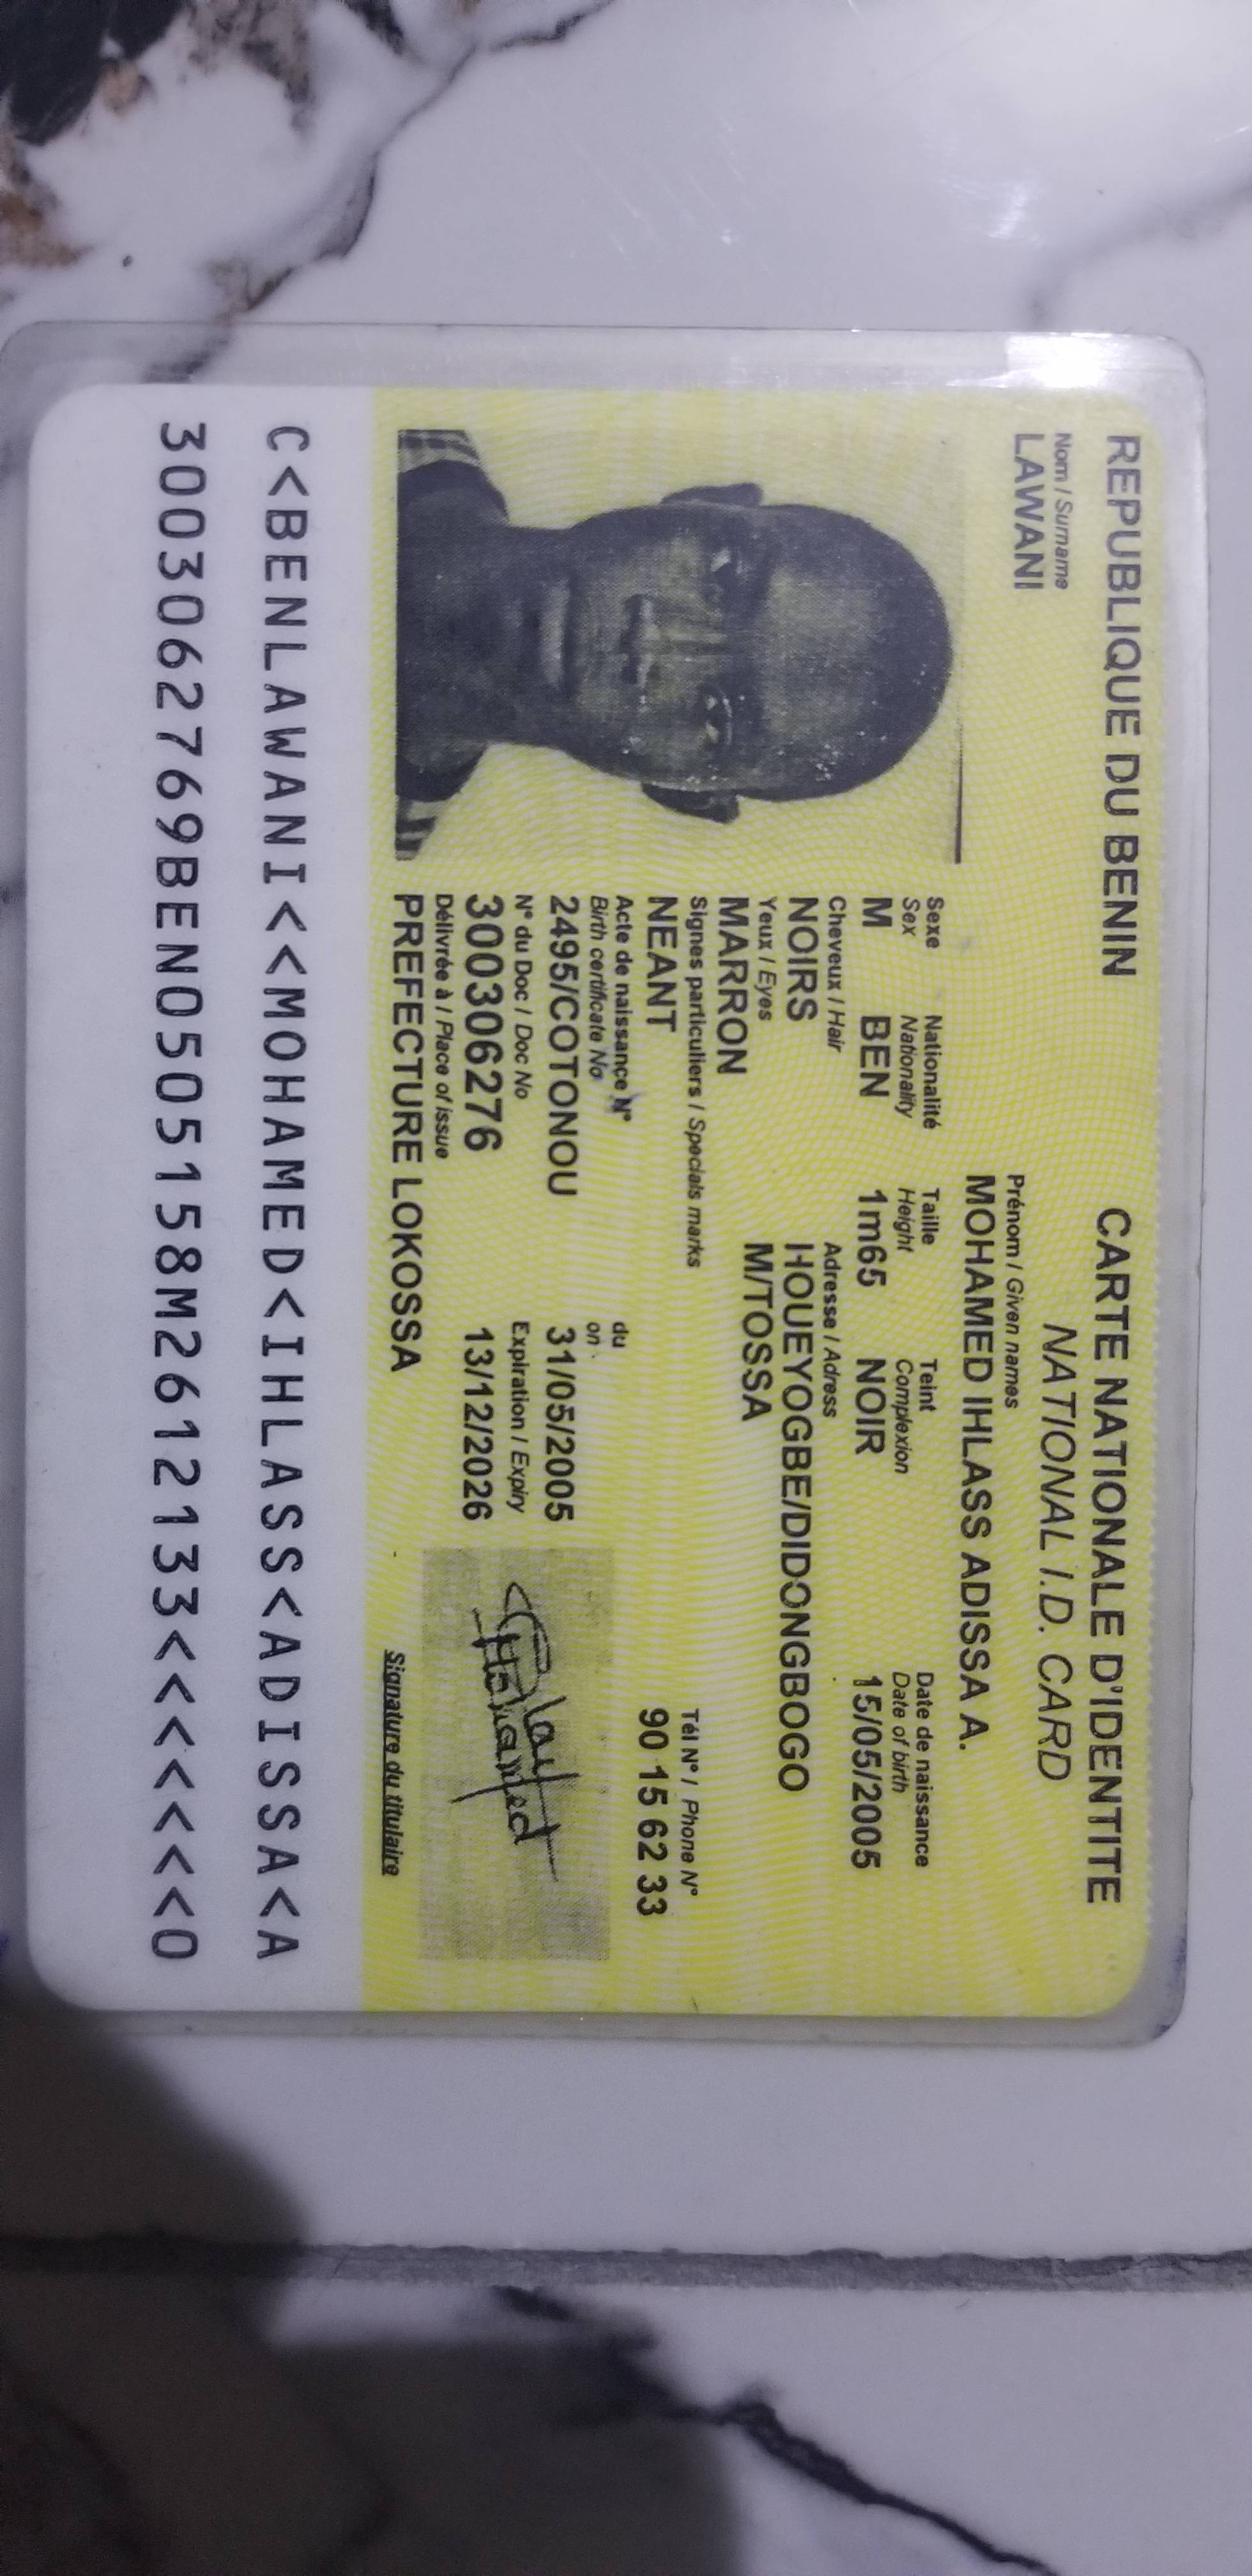 REPUBLIQUE DU BENIN
CARTE NATIONALE D'IDENTITE
NATIONAL I.D. CARD
Nom / Surname
LAWANI
Prénom / Given names
MOHAMED IHLASS ADISSA A.
Sexe Nationalité Taille Teint Date de naissance
Sex Nationality Height Complexion Date of birth
M BEN 1m65 NOIR 15/05/2005
Cheveux / Hair Adresse / Adress
NOIRS HOUEYOGBE/DIDONGBOGO
Yeux / Eyes
MARRON M/TOSSA
Signes particuliers / Specials marks Tél N° / Phone N°
NEANT 90 15 62 33
Acte de naissance N° du
Birth certificate No on
2495/COTONOU 31/05/2005
N° du Doc / Doc No Expiration / Expiry
300306276 13/12/2026
Délivrée à / Place of issue
PREFECTURE LOKOSSA
Signature du titulaire
C<BENLAWANI<<MOHAMED<IHLASS<ADISSA<A
3003062769BEN0505158M2612133<<<<<<<0